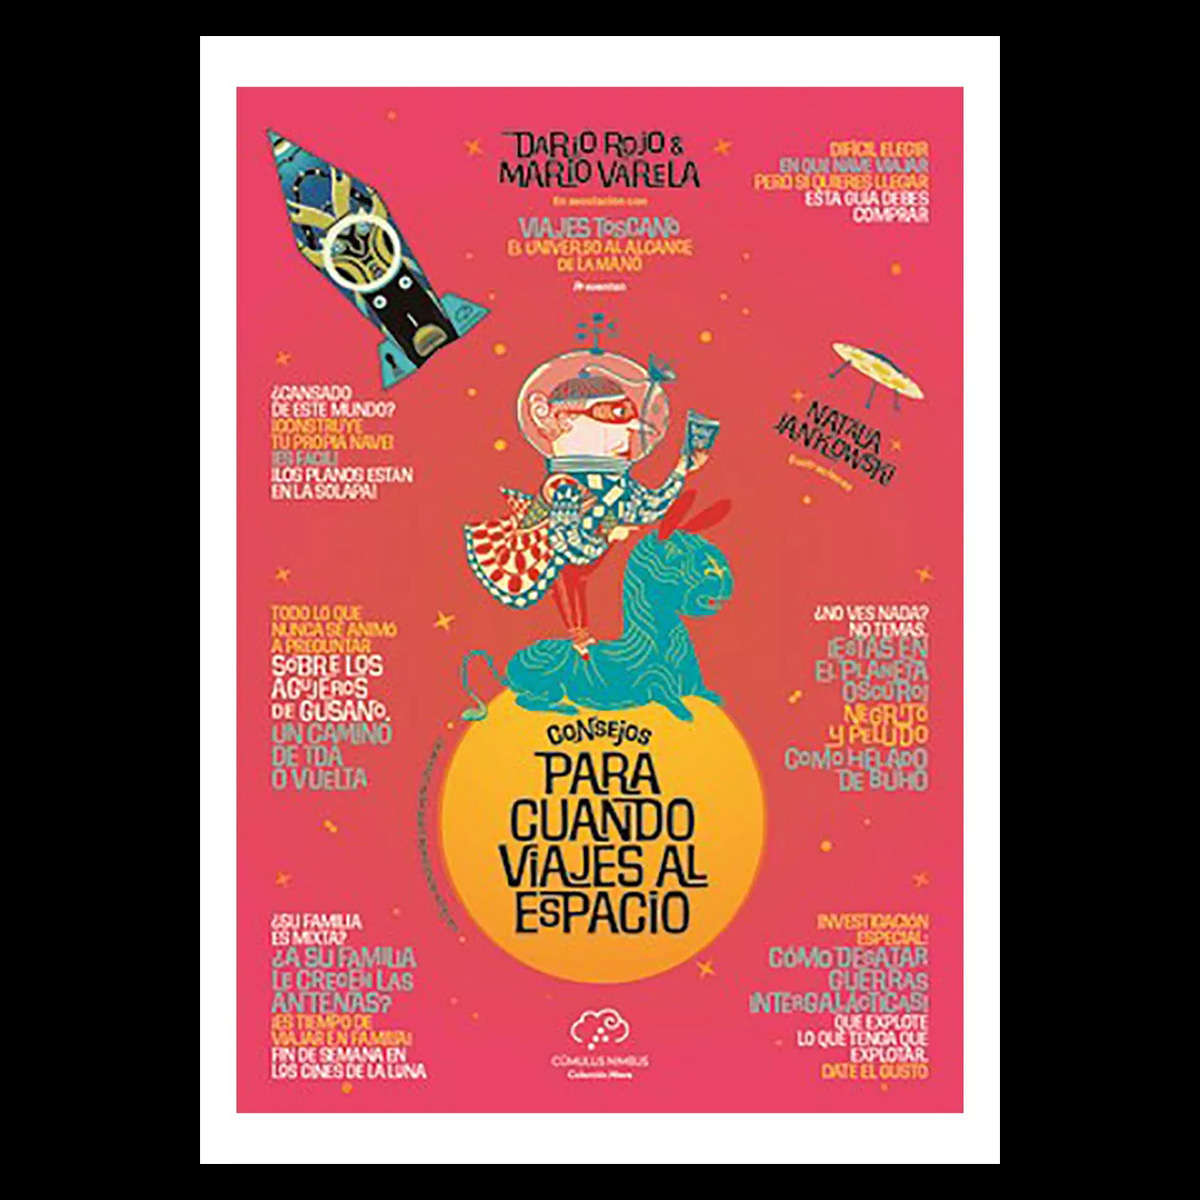 DARIO ROJO &
MARIO VARELA
En asociación con
VIAJES TOSCANO
EL UNIVERSO AL ALCANCE
DE LA MANO
Presentan
DIFÍCIL ELEGIR
EN QUE NAVE VIAJAR
PERO SI QUIERES LLEGAR
ESTA GUÍA DEBES
COMPRAR
¿CANSADO
DE ESTE MUNDO?
¡CONSTRUYE
TU PROPIA NAVE!
¡ES FACIL!
¡LOS PLANOS ESTAN
EN LA SOLAPA!
NATALIA
JANKOWSKI
Ilustraciones
TODO LO QUE
NUNCA SE ANIMÓ
A PREGUNTAR
SOBRE LOS
AGUJEROS
DE GUSANO.
UN CAMINO
DE IDA
O VUELTA
¿NO VES NADA?
NO TEMAS.
¡ESTÁS EN
EL PLANETA
OSCURO!
NEGRITO
Y PELUDO
COMO HELADO
DE BUHO
CONSEJOS
PARA
CUANDO
VIAJES AL
ESPACIO
¿SU FAMILIA
ES MIXTA?
¿A SU FAMILIA
LE CRECEN LAS
ANTENAS?
¡ES TIEMPO DE
VIAJAR EN FAMILIA!
FIN DE SEMANA EN
LOS CINES DE LA LUNA
INVESTIGACIÓN
ESPECIAL:
CÓMO DESATAR
GUERRAS
INTERGALÁCTICAS!
QUE EXPLOTE
LO QUE TENGA QUE
EXPLOTAR.
DATE EL GUSTO
CÚMULUS NIMBUS
Colección Nieve